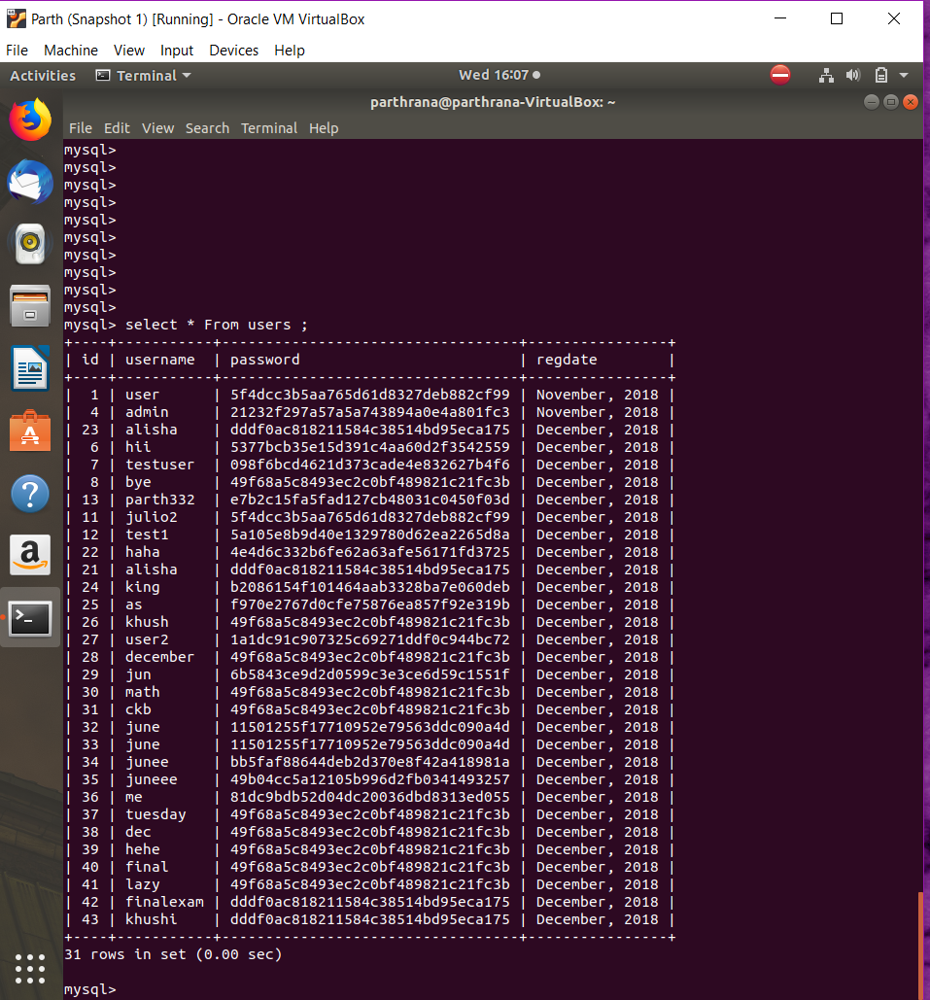 Parth (Snapshot 1) [Running] - Oracle VM VirtualBox
File Machine View Input Devices Help
Activities Terminal Wed 16:07
parthrana@parthrana-VirtualBox: ~
File Edit View Search Terminal Help
mysql>
mysql>
mysql>
mysql>
mysql>
mysql>
mysql>
mysql>
mysql>
mysql>
mysql> select * From users ;
+----+-----------+----------------------------------+----------------+
| id | username  | password                         | regdate        |
+----+-----------+----------------------------------+----------------+
|  1 | user      | 5f4dcc3b5aa765d61d8327deb882cf99 | November, 2018 |
|  4 | admin     | 21232f297a57a5a743894a0e4a801fc3 | November, 2018 |
| 23 | alisha    | dddf0ac818211584c38514bd95eca175 | December, 2018 |
|  6 | hii       | 5377bcb35e15d391c4aa60d2f3542559 | December, 2018 |
|  7 | testuser  | 098f6bcd4621d373cade4e832627b4f6 | December, 2018 |
|  8 | bye       | 49f68a5c8493ec2c0bf489821c21fc3b | December, 2018 |
| 13 | parth332  | e7b2c15fa5fad127cb48031c0450f03d | December, 2018 |
| 11 | julio2    | 5f4dcc3b5aa765d61d8327deb882cf99 | December, 2018 |
| 12 | test1     | 5a105e8b9d40e1329780d62ea2265d8a | December, 2018 |
| 22 | haha      | 4e4d6c332b6fe62a63afe56171fd3725 | December, 2018 |
| 21 | alisha    | dddf0ac818211584c38514bd95eca175 | December, 2018 |
| 24 | king      | b2086154f101464aab3328ba7e060deb | December, 2018 |
| 25 | as        | f970e2767d0cfe75876ea857f92e319b | December, 2018 |
| 26 | khush     | 49f68a5c8493ec2c0bf489821c21fc3b | December, 2018 |
| 27 | user2     | 1a1dc91c907325c69271ddf0c944bc72 | December, 2018 |
| 28 | december  | 49f68a5c8493ec2c0bf489821c21fc3b | December, 2018 |
| 29 | jun       | 6b5843ce9d2d0599c3e3ce6d59c1551f | December, 2018 |
| 30 | math      | 49f68a5c8493ec2c0bf489821c21fc3b | December, 2018 |
| 31 | ckb       | 49f68a5c8493ec2c0bf489821c21fc3b | December, 2018 |
| 32 | june      | 11501255f17710952e79563ddc090a4d | December, 2018 |
| 33 | june      | 11501255f17710952e79563ddc090a4d | December, 2018 |
| 34 | junee     | bb5faf88644deb2d370e8f42a418981a | December, 2018 |
| 35 | juneee    | 49b04cc5a12105b996d2fb0341493257 | December, 2018 |
| 36 | me        | 81dc9bdb52d04dc20036dbd8313ed055 | December, 2018 |
| 37 | tuesday   | 49f68a5c8493ec2c0bf489821c21fc3b | December, 2018 |
| 38 | dec       | 49f68a5c8493ec2c0bf489821c21fc3b | December, 2018 |
| 39 | hehe      | 49f68a5c8493ec2c0bf489821c21fc3b | December, 2018 |
| 40 | final     | 49f68a5c8493ec2c0bf489821c21fc3b | December, 2018 |
| 41 | lazy      | 49f68a5c8493ec2c0bf489821c21fc3b | December, 2018 |
| 42 | finalexam | dddf0ac818211584c38514bd95eca175 | December, 2018 |
| 43 | khushi    | dddf0ac818211584c38514bd95eca175 | December, 2018 |
+----+-----------+----------------------------------+----------------+
31 rows in set (0.00 sec)
mysql>